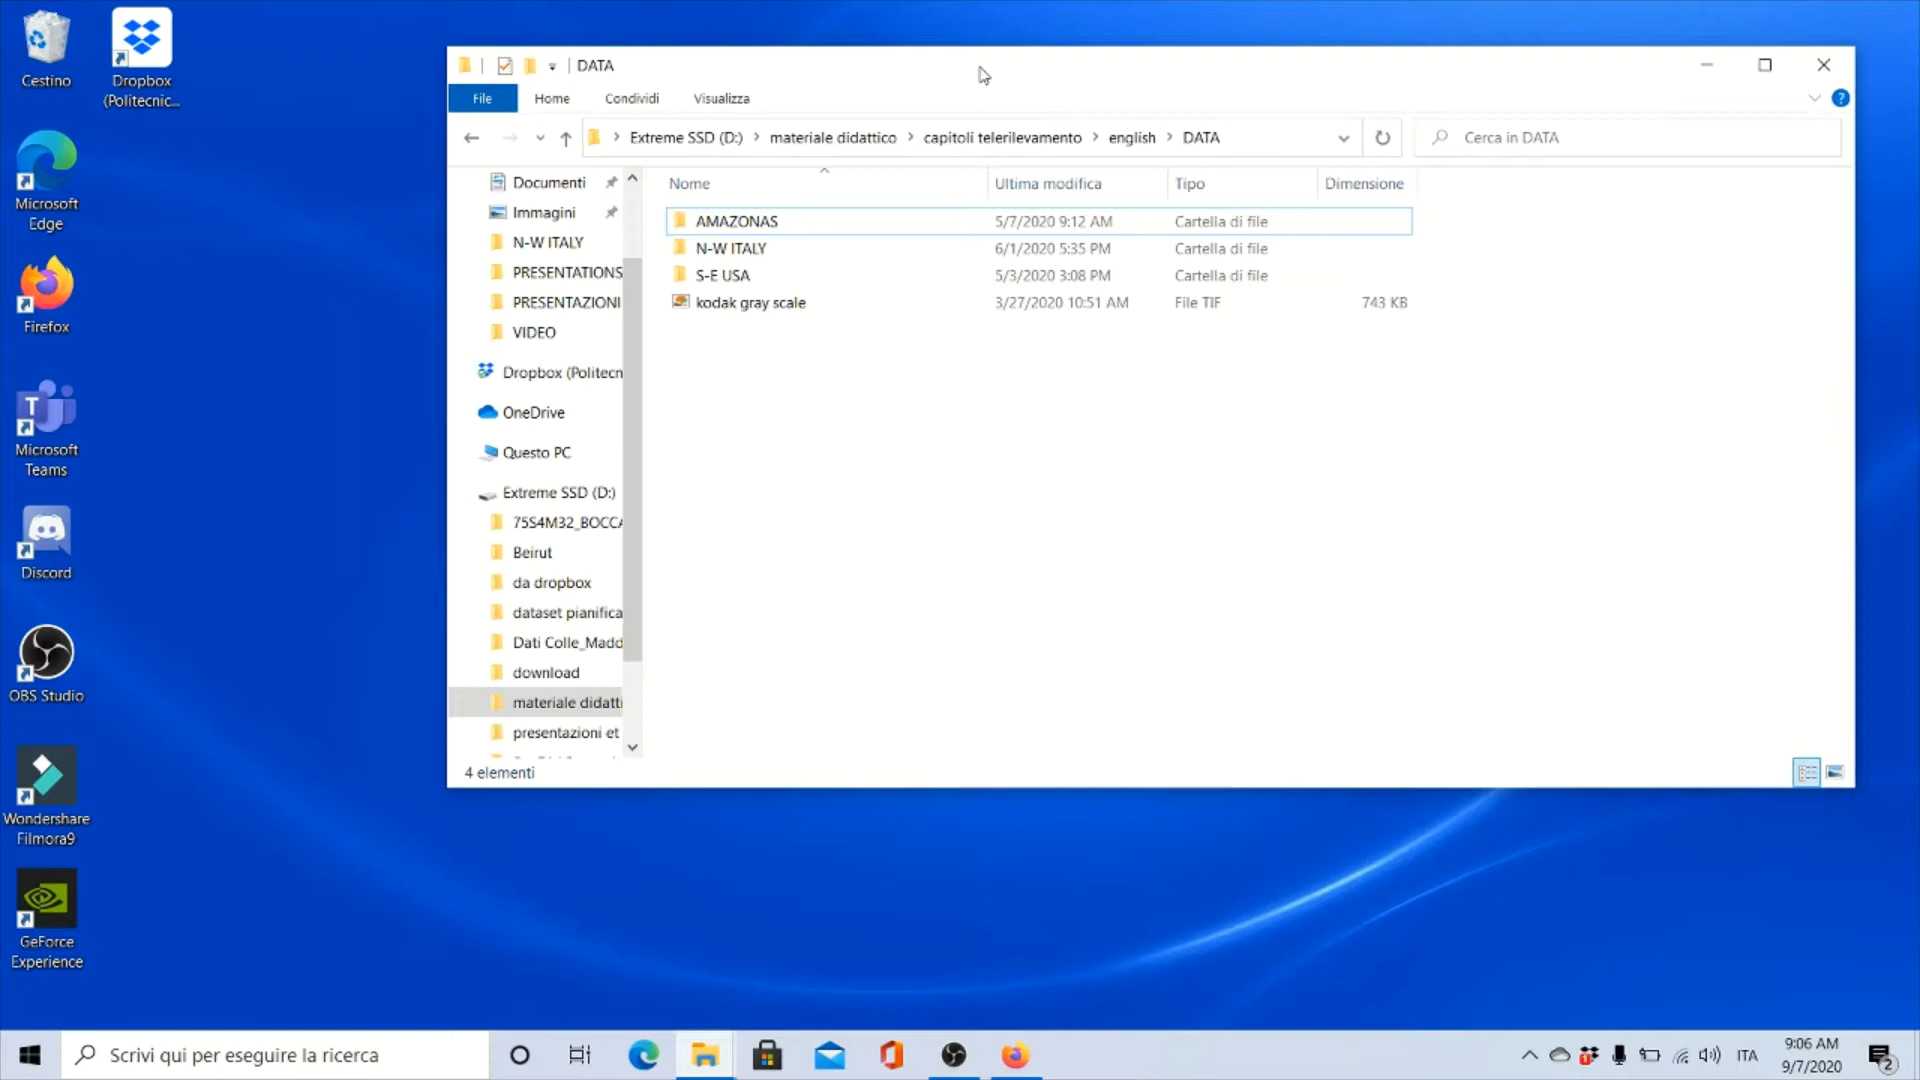 Cestino
Dropbox
(Politecnic...
Microsoft
Edge
Firefox
Microsoft
Teams
Discord
OBS Studio
Wondershare
Filmora9
GeForce
Experience
DATA
File
Home
Condividi
Visualizza
Extreme SSD (D:) > materiale didattico > capitoli telerilevamento > english > DATA
Cerca in DATA
Documenti
Immagini
N-W ITALY
PRESENTATIONS
PRESENTAZIONI
VIDEO
Dropbox (Politecn
OneDrive
Questo PC
Extreme SSD (D:)
75S4M32_BOCCA
Beirut
da dropbox
dataset pianifica
Dati Colle_Madd
download
materiale didatti
presentazioni et
Nome Ultima modifica Tipo Dimensione
AMAZONAS 5/7/2020 9:12 AM Cartella di file
N-W ITALY 6/1/2020 5:35 PM Cartella di file
S-E USA 5/3/2020 3:08 PM Cartella di file
kodak gray scale 3/27/2020 10:51 AM File TIF 743 KB
4 elementi
Scrivi qui per eseguire la ricerca
ITA
9:06 AM
9/7/2020
2